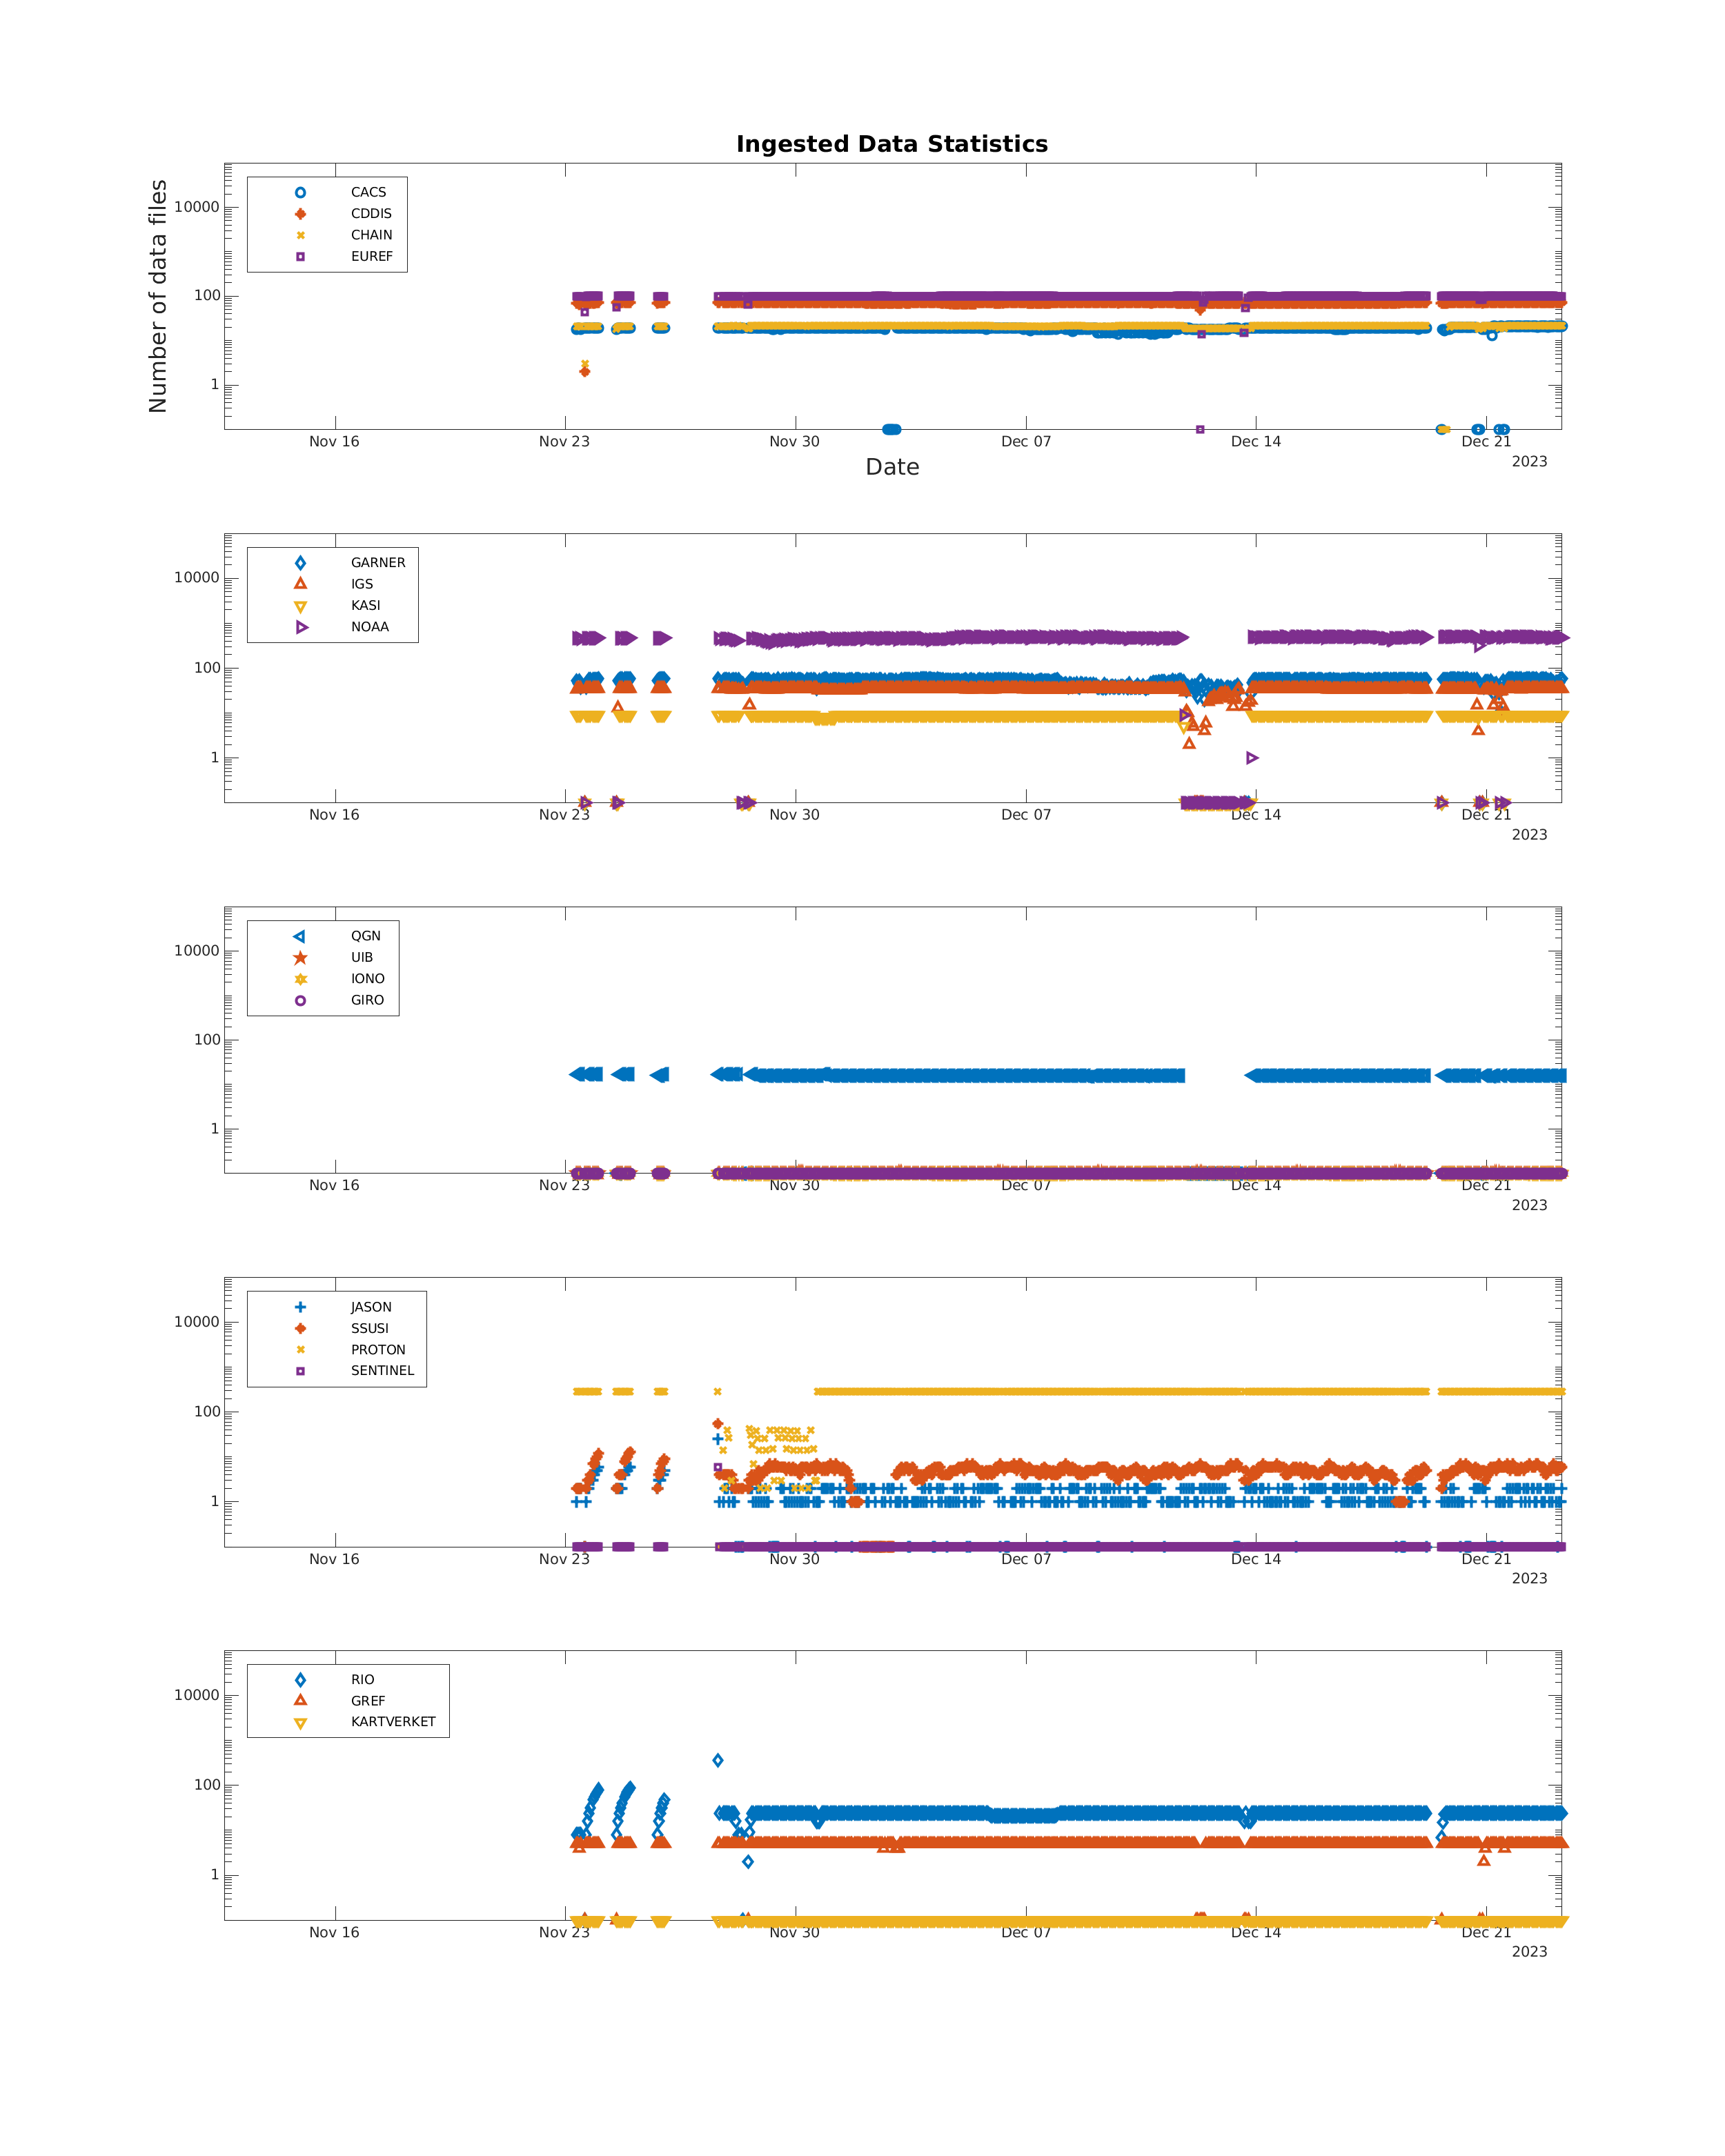 Ingested Data Statistics
Number of data files
10000
100
1
CACS
CDDIS
CHAIN
EUREF
Nov 16 Nov 23 Nov 30 Dec 07 Dec 14 Dec 21
2023
Date
10000
100
1
GARNER
IGS
KASI
NOAA
Nov 16 Nov 23 Nov 30 Dec 07 Dec 14 Dec 21
2023
10000
100
1
QGN
UIB
IONO
GIRO
Nov 16 Nov 23 Nov 30 Dec 07 Dec 14 Dec 21
2023
10000
100
1
JASON
SSUSI
PROTON
SENTINEL
Nov 16 Nov 23 Nov 30 Dec 07 Dec 14 Dec 21
2023
10000
100
1
RIO
GREF
KARTVERKET
Nov 16 Nov 23 Nov 30 Dec 07 Dec 14 Dec 21
2023